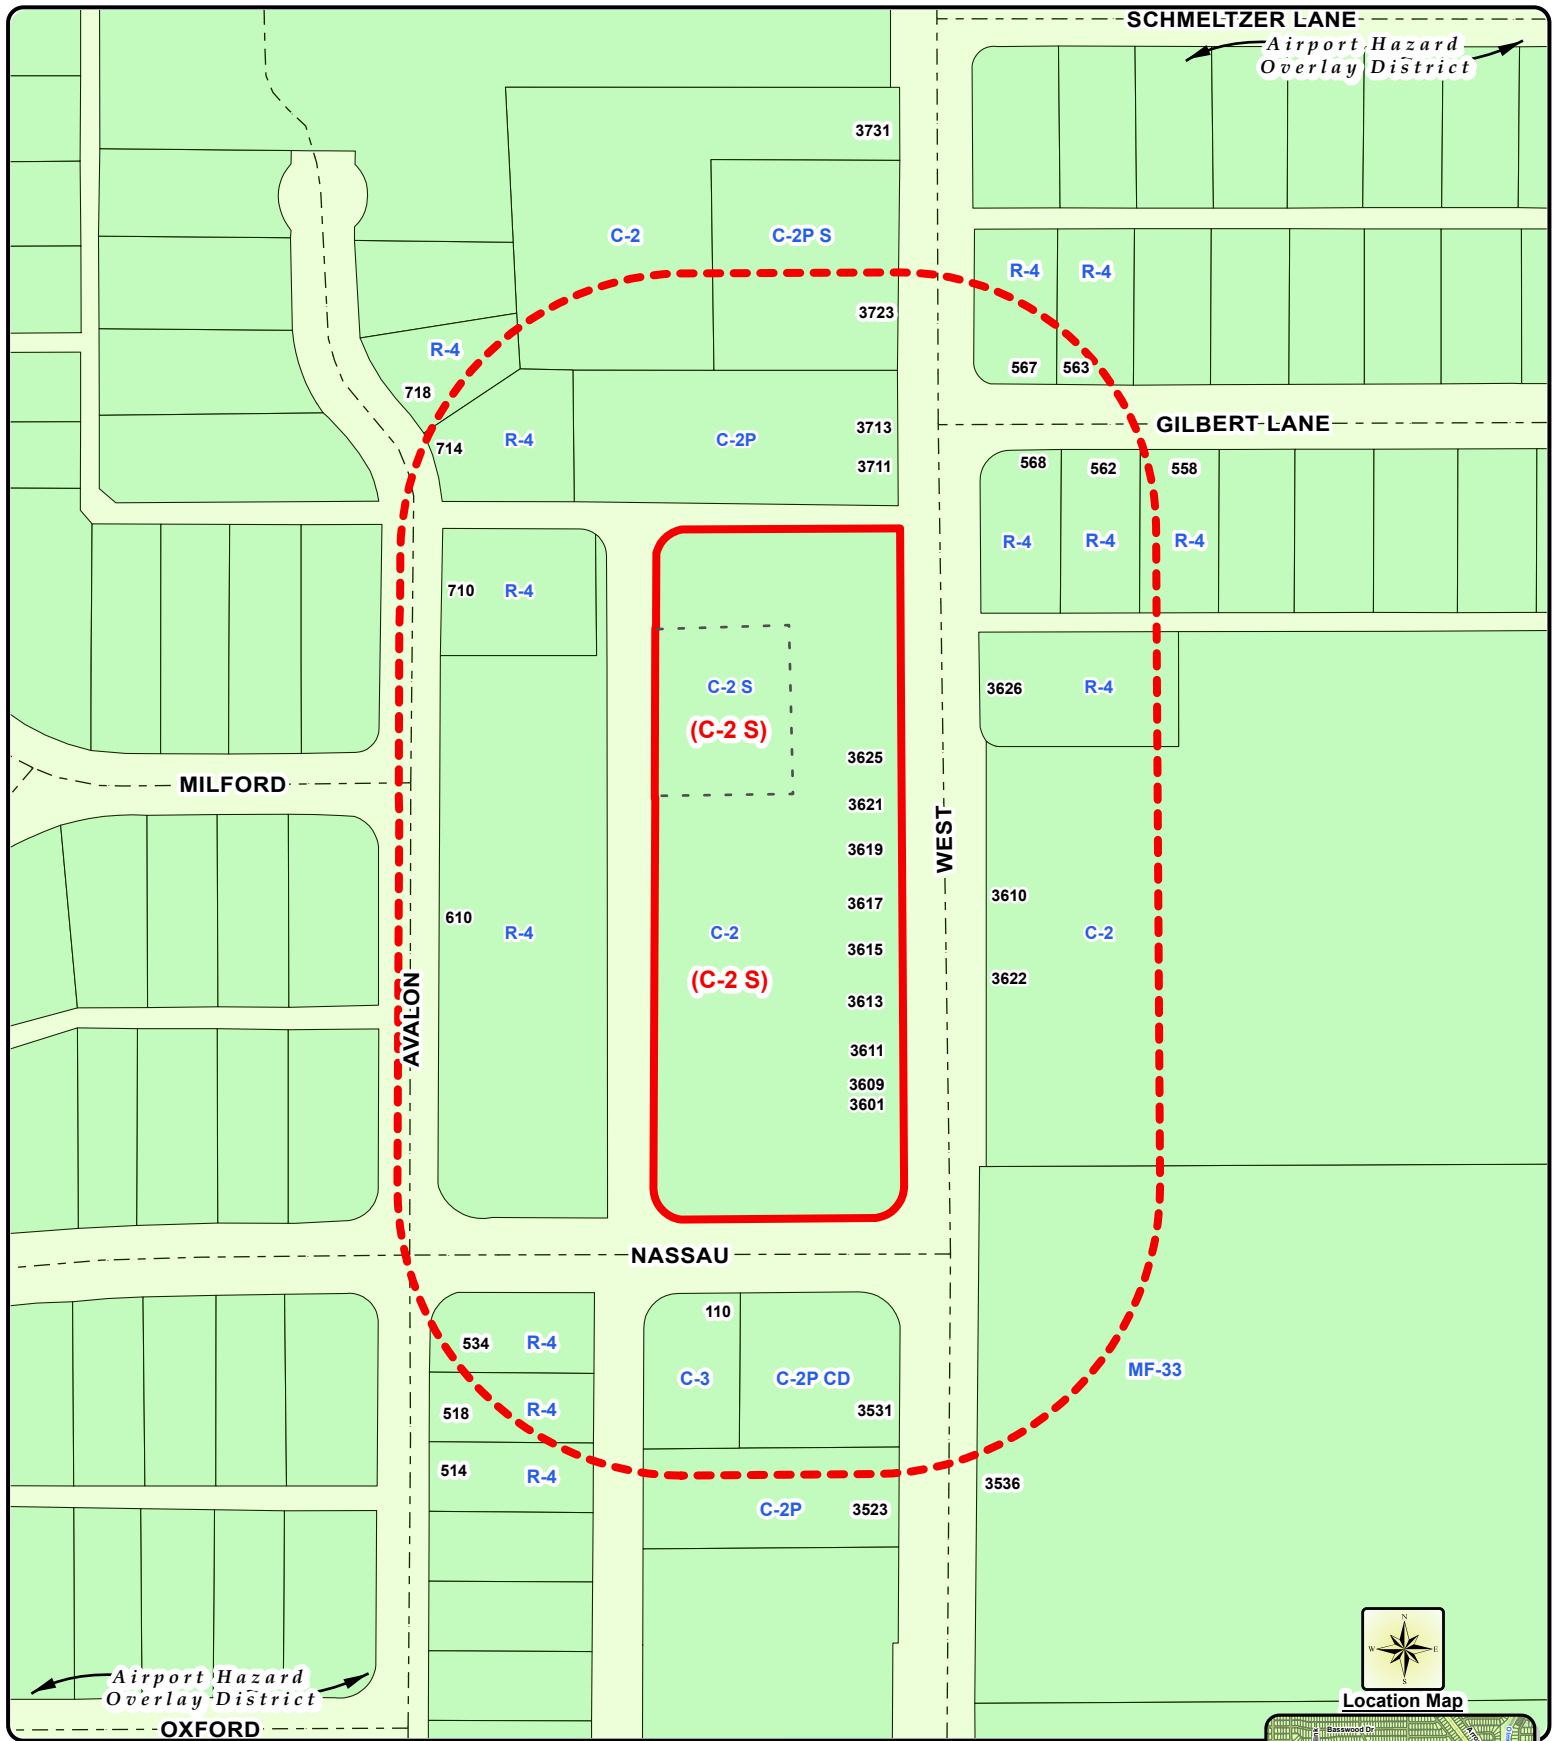 SCHMELTZER LANE
Airport Hazard
Overlay District
3731
C-2
C-2P S
R-4
R-4
3723
R-4
567
563
718
GILBERT LANE
3713
714
R-4
C-2P
3711
568
562
558
R-4
R-4
R-4
710
R-4
C-2 S
(C-2 S)
3626
R-4
3625
MILFORD
3621
WEST
3619
3617
3610
610
R-4
C-2
C-2
3615
(C-2 S)
3622
3613
AVALON
3611
3609
3601
NASSAU
110
534
R-4
C-3
C-2P CD
MF-33
518
R-4
3531
514
R-4
3536
C-2P
3523
N
W
E
S
Airport Hazard
Overlay District
Location Map
OXFORD
Basswood Dr